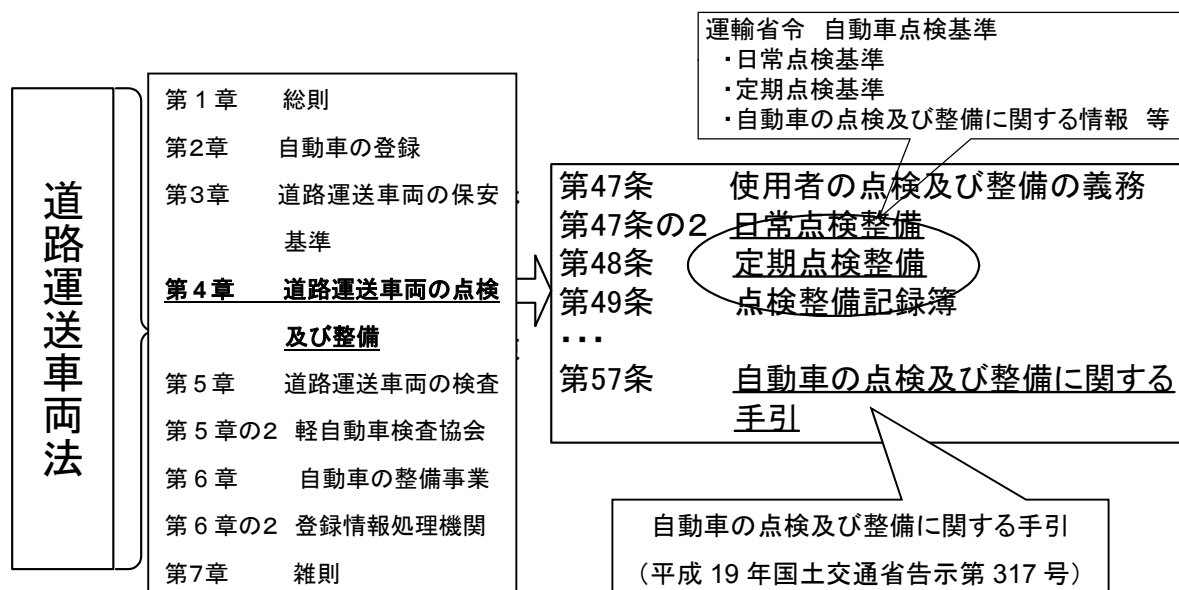 運輸省令 自動車点検基準
・日常点検基準
・定期点検基準
・自動車の点検及び整備に関する情報 等
道路運送車両法
第1章 総則
第2章 自動車の登録
第3章 道路運送車両の保安
基準
第4章 道路運送車両の点検
及び整備
第5章 道路運送車両の検査
第5章の2 軽自動車検査協会
第6章 自動車の整備事業
第6章の2 登録情報処理機関
第7章 雑則
第47条 使用者の点検及び整備の義務
第47条の2 日常点検整備
第48条 定期点検整備
第49条 点検整備記録簿
・・・
第57条 自動車の点検及び整備に関する
手引
自動車の点検及び整備に関する手引
（平成 19 年国土交通省告示第 317 号）